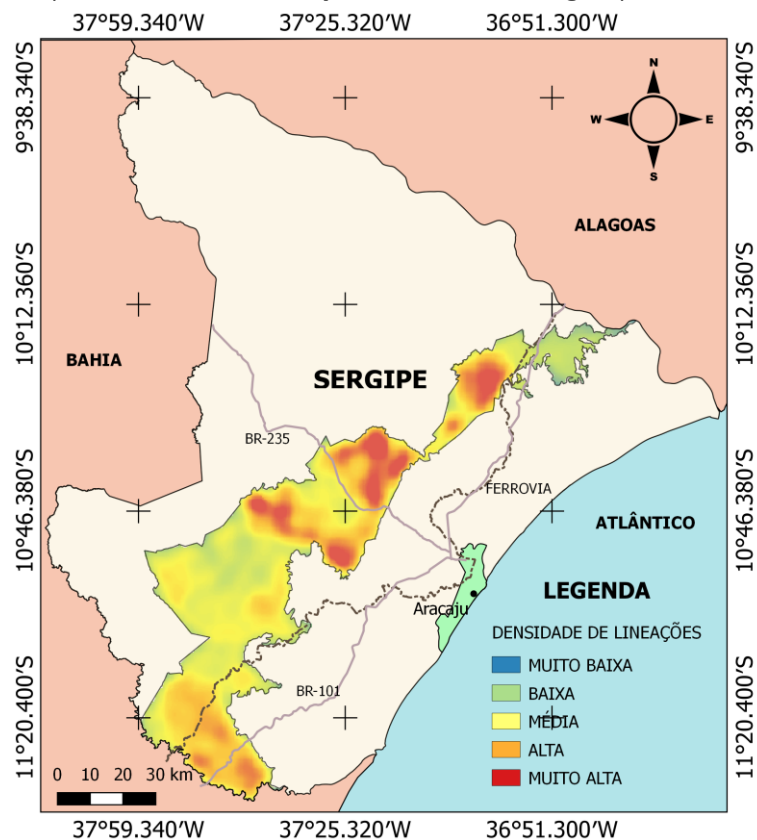 37°59.340′W 37°25.320′W 36°51.300′W
9°38.340′S 9°38.340′S
N
W E
S
ALAGOAS
10°12.360′S 10°12.360′S
BAHIA
SERGIPE
BR-235
FERROVIA
10°46.380′S 10°46.380′S
ATLÂNTICO
LEGENDA
Aracaju
DENSIDADE DE LINEAÇÕES
MUITO BAIXA
BAIXA
BR-101
MÉDIA
11°20.400′S 11°20.400′S
ALTA
0 10 20 30 km
MUITO ALTA
37°59.340′W 37°25.320′W 36°51.300′W